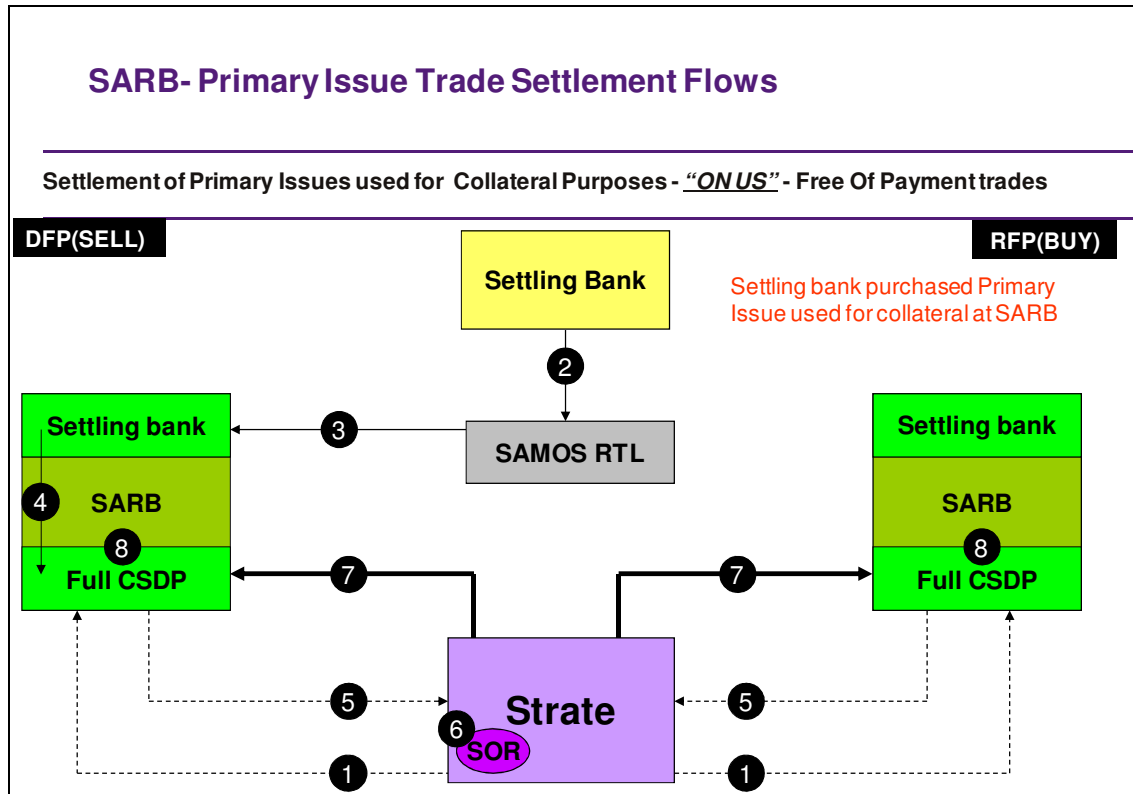 SARB- Primary Issue Trade Settlement Flows
Settlement of Primary Issues used for Collateral Purposes - "ON US" - Free Of Payment trades
DFP(SELL)
RFP(BUY)
Settling Bank
Settling bank purchased Primary
Issue used for collateral at SARB
2
Settling bank
3
SAMOS RTL
Settling bank
4
SARB
SARB
8
8
Full CSDP
7
7
Full CSDP
5
Strate
5
6
SOR
1
1